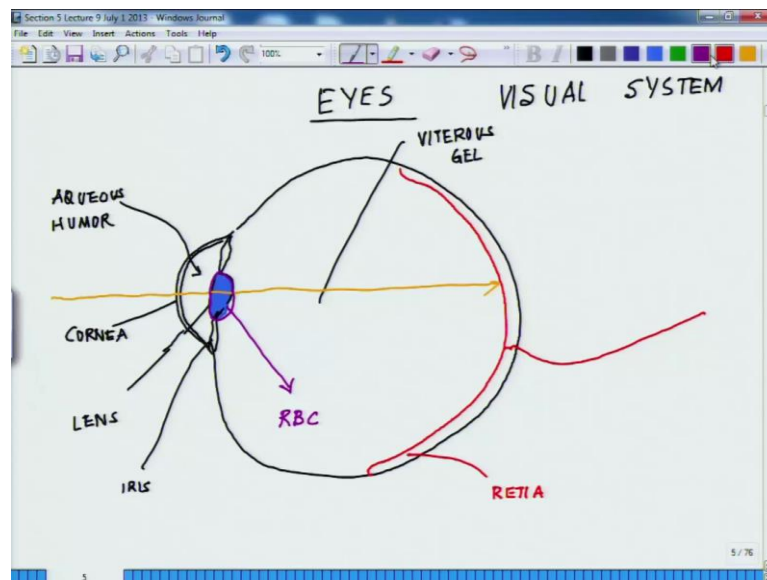 Section 5 Lecture 9 July 1 2013 - Windows Journal
File Edit View Insert Actions Tools Help
100%
B I
EYES VISUAL SYSTEM
VITEROUS
GEL
AQUEOUS
HUMOR
CORNEA
LENS
RBC
IRIS
RETIA
5 / 76
5